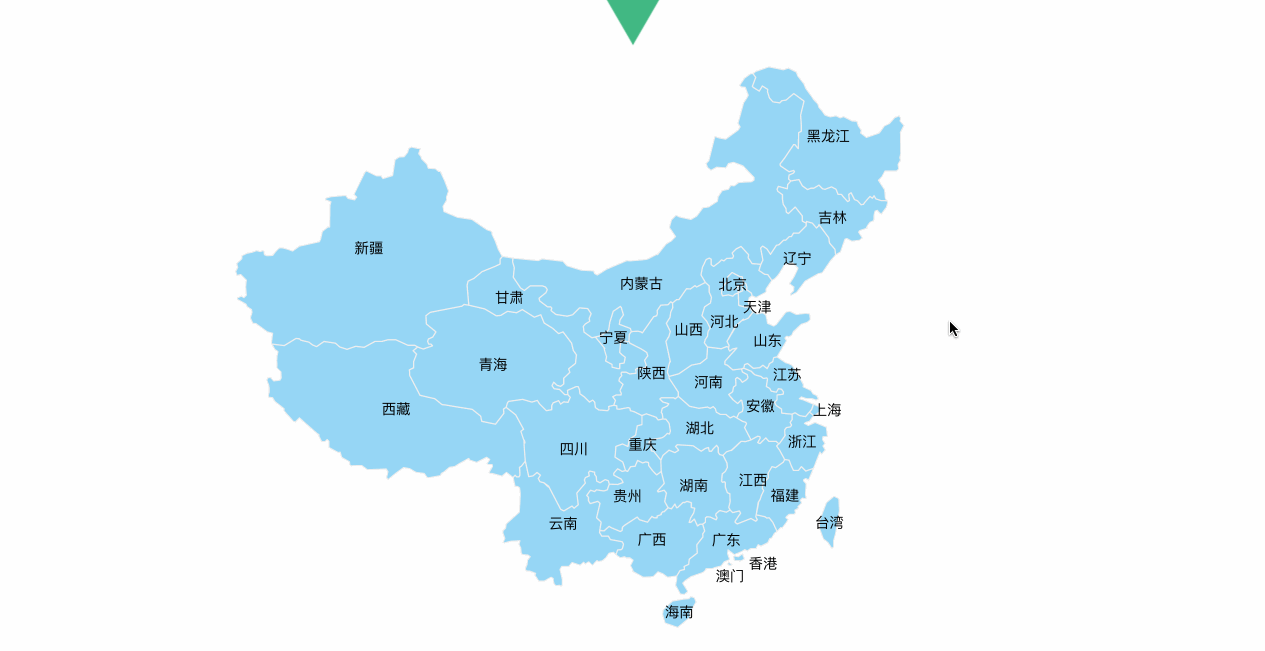 黑龙江
吉林
新疆
辽宁
内蒙古
北京
甘肃
天津
河北
山西
宁夏
山东
青海
陕西
江苏
河南
安徽
西藏
上海
湖北
浙江
重庆
四川
江西
湖南
福建
贵州
云南
台湾
广西
广东
香港
澳门
海南